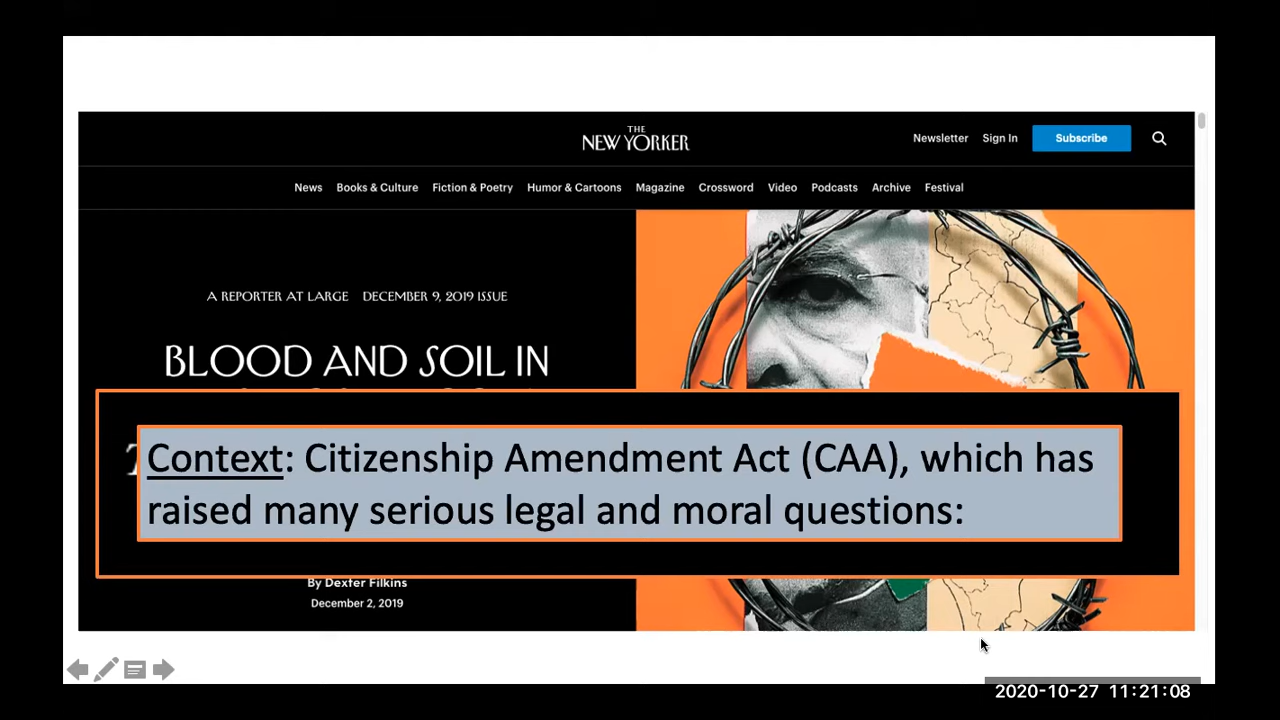 THE
NEW YORKER
Newsletter Sign In Subscribe
News Books & Culture Fiction & Poetry Humor & Cartoons Magazine Crossword Video Podcasts Archive Festival
A REPORTER AT LARGE DECEMBER 9, 2019 ISSUE
BLOOD AND SOIL IN
Context: Citizenship Amendment Act (CAA), which has
raised many serious legal and moral questions:
By Dexter Filkins
December 2, 2019
2020-10-27 11:21:08